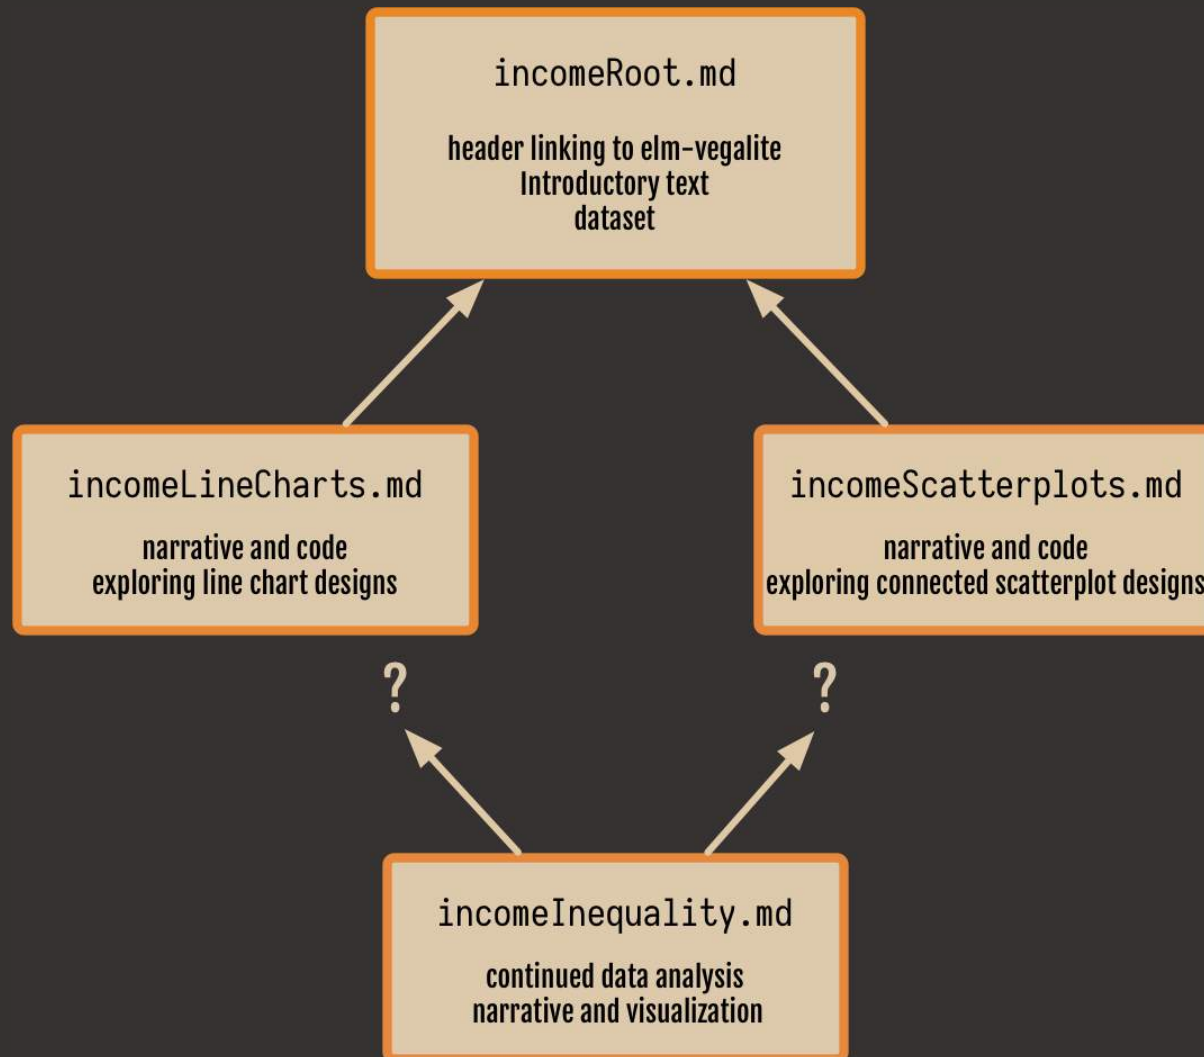 incomeRoot.md
header linking to elm-vegalite
Introductory text
dataset
incomeLineCharts.md
narrative and code
exploring line chart designs
incomeScatterplots.md
narrative and code
exploring connected scatterplot designs
?
?
incomeInequality.md
continued data analysis
narrative and visualization